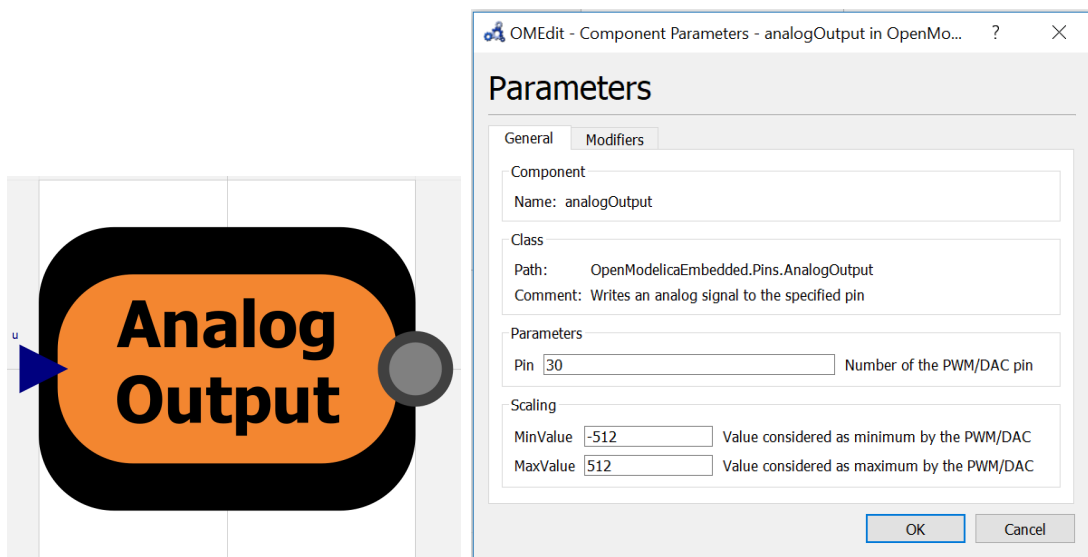 u
Analog
Output
OMEdit - Component Parameters - analogOutput in OpenMo... ?
Parameters
General Modifiers
Component
Name: analogOutput
Class
Path: OpenModelicaEmbedded.Pins.AnalogOutput
Comment: Writes an analog signal to the specified pin
Parameters
Pin 30 Number of the PWM/DAC pin
Scaling
MinValue -512 Value considered as minimum by the PWM/DAC
MaxValue 512 Value considered as maximum by the PWM/DAC
OK Cancel